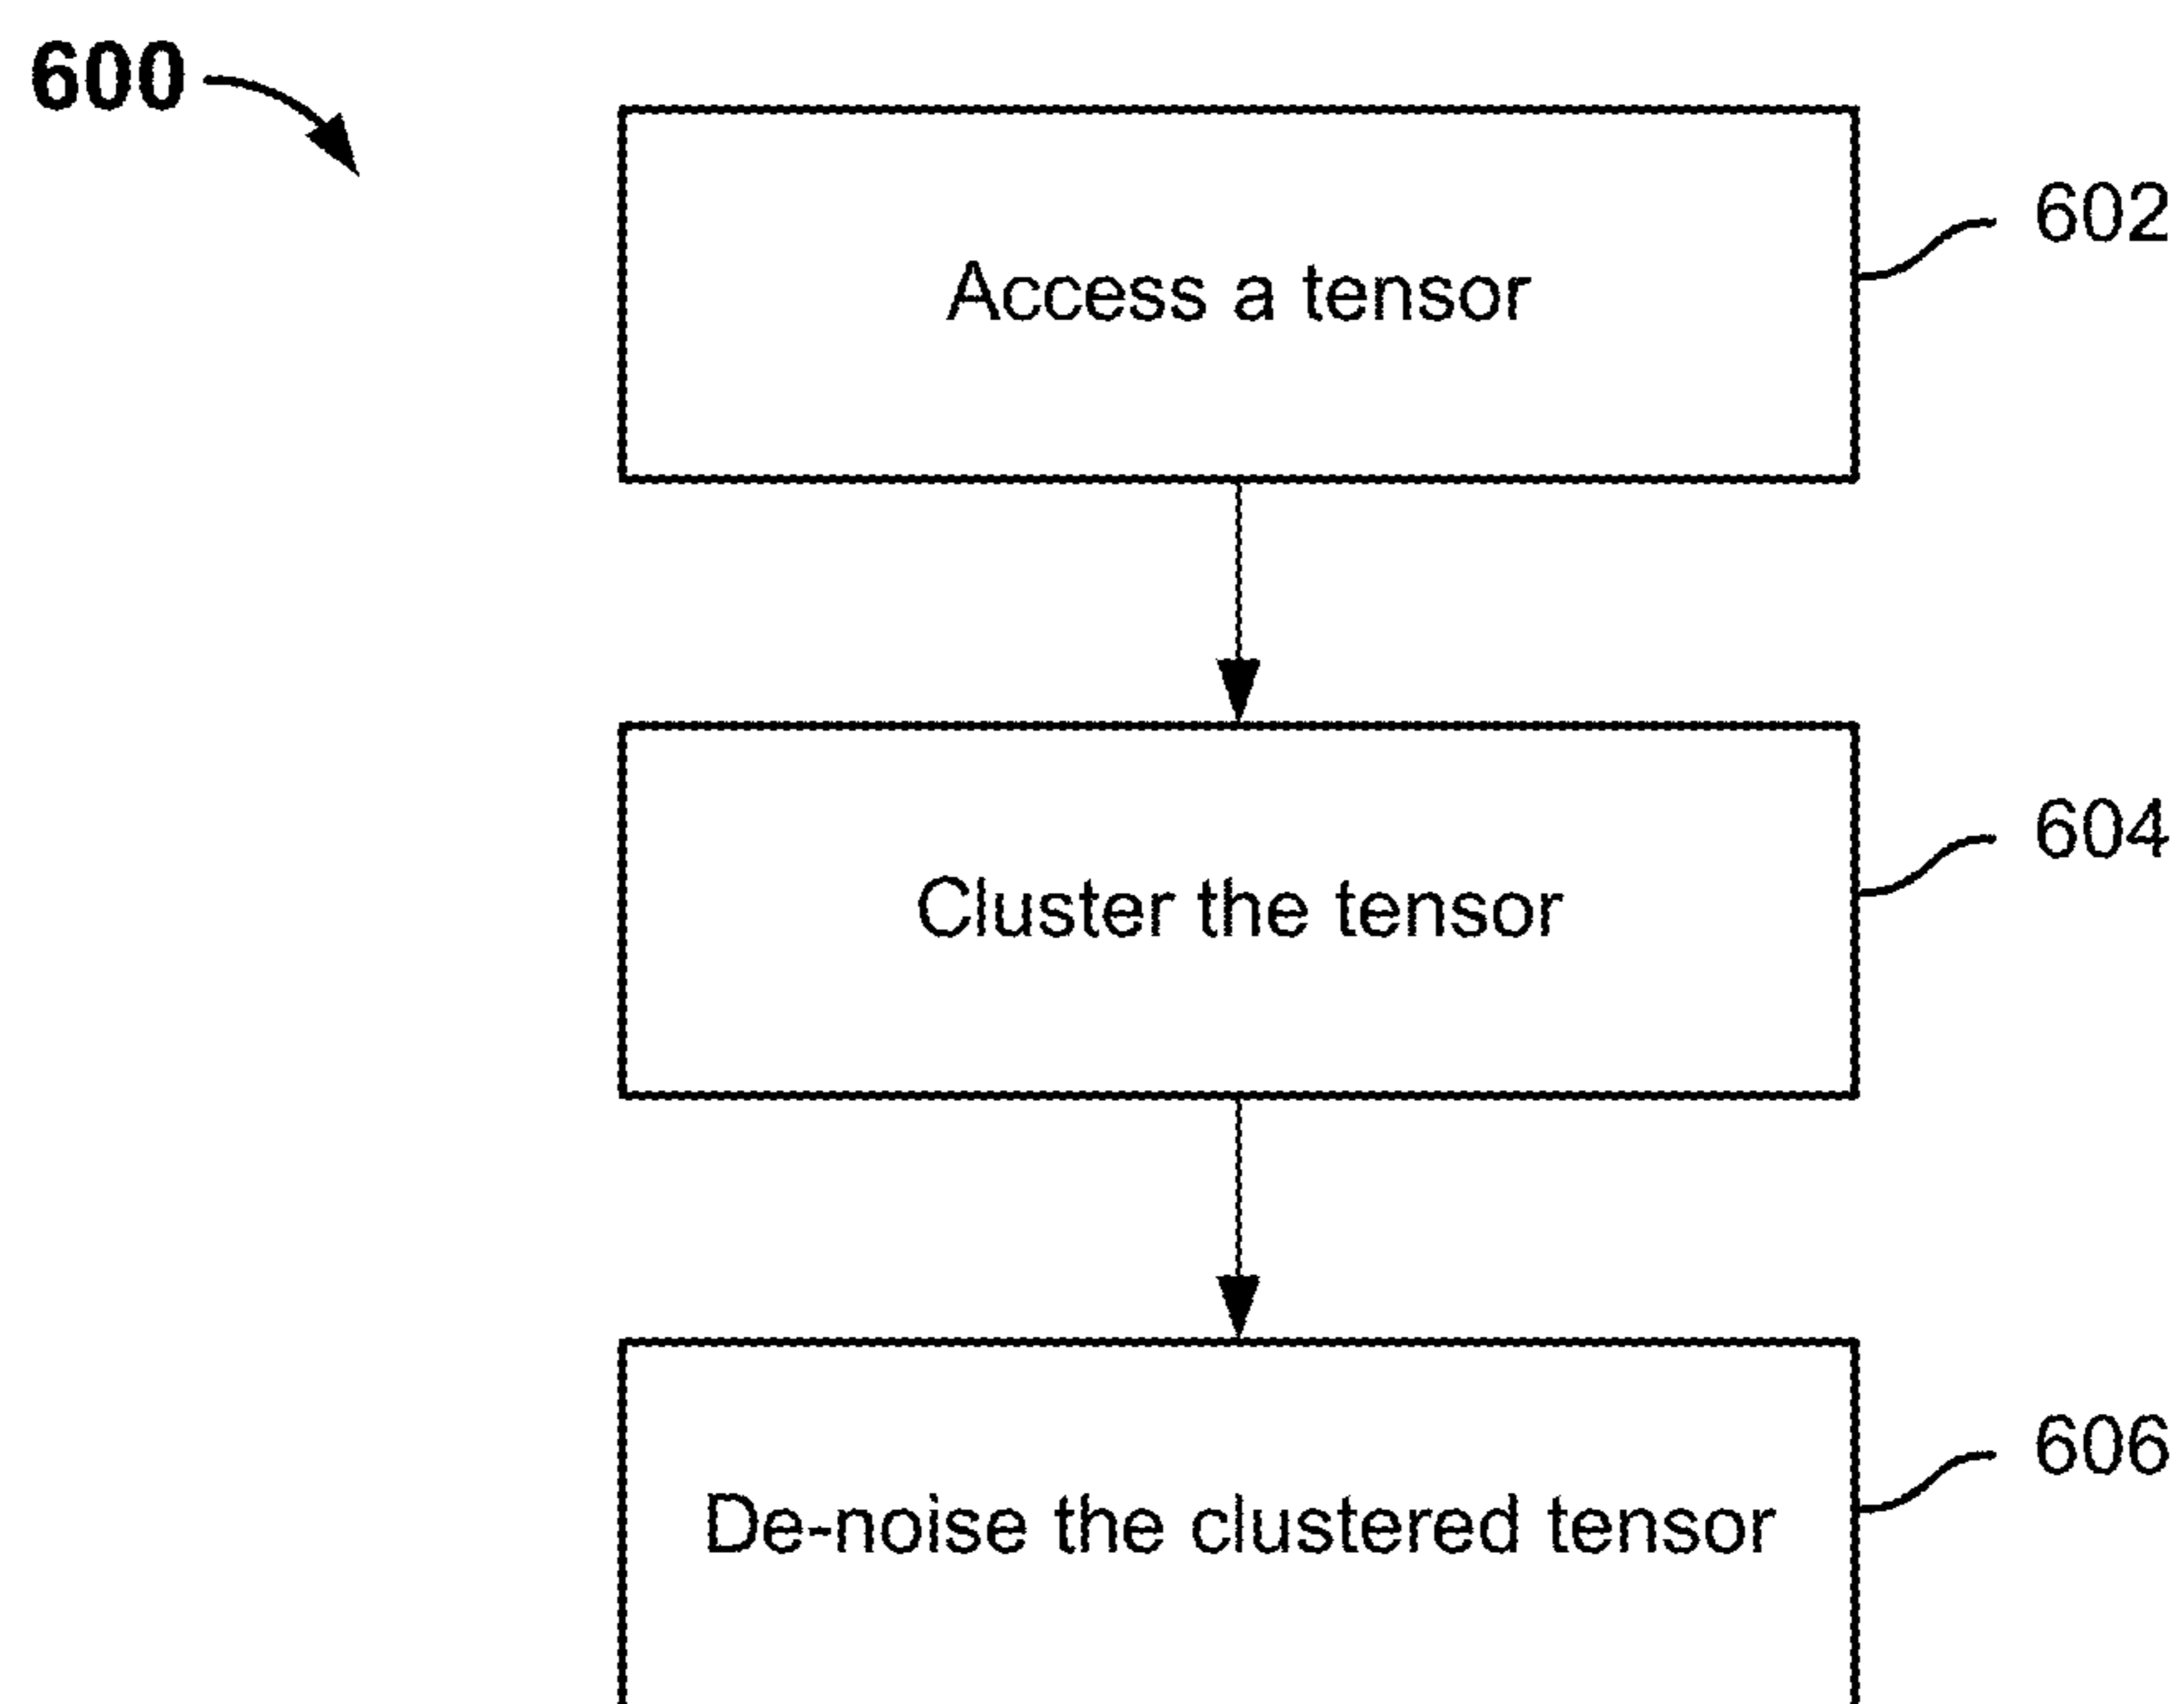 600
602
Access a tensor
604
Cluster the tensor
606
De-noise the clustered tensor